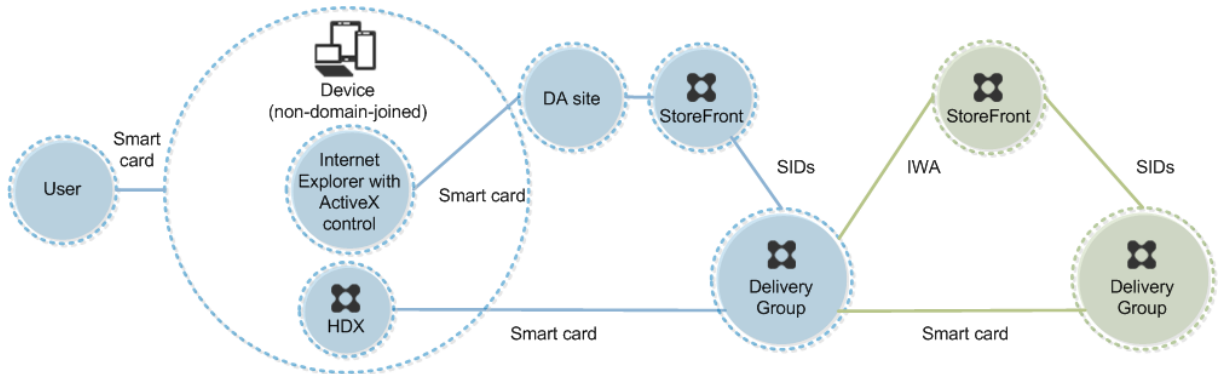 User
Smart
card
Device
(non-domain-joined)
Internet
Explorer with
ActiveX
control
HDX
Smart card
DA site
StoreFront
SIDs
Smart card
Delivery
Group
IWA
StoreFront
SIDs
Smart card
Delivery
Group